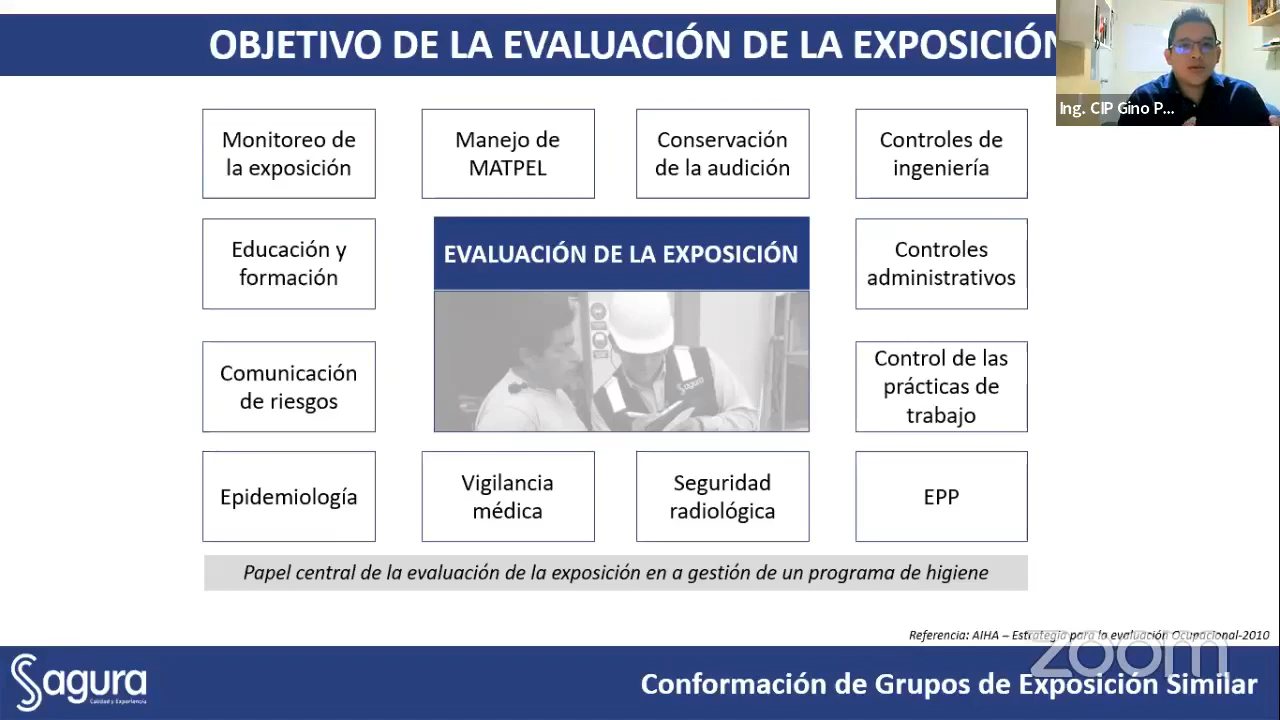 OBJETIVO DE LA EVALUACIÓN DE LA EXPOSICIÓN
Ing. CIP Gino P...
Monitoreo de
la exposición
Manejo de
MATPEL
Conservación
de la audición
Controles de
ingeniería
Educación y
formación
EVALUACIÓN DE LA EXPOSICIÓN
Controles
administrativos
Sagura
Comunicación
de riesgos
Control de las
prácticas de
trabajo
Epidemiología
Vigilancia
médica
Seguridad
radiológica
EPP
Papel central de la evaluación de la exposición en a gestión de un programa de higiene
Referencia: AIHA – Estrategia para la evaluación Ocupacional-2010
zoom
Sagura
Calidad y Experiencia
Conformación de Grupos de Exposición Similar